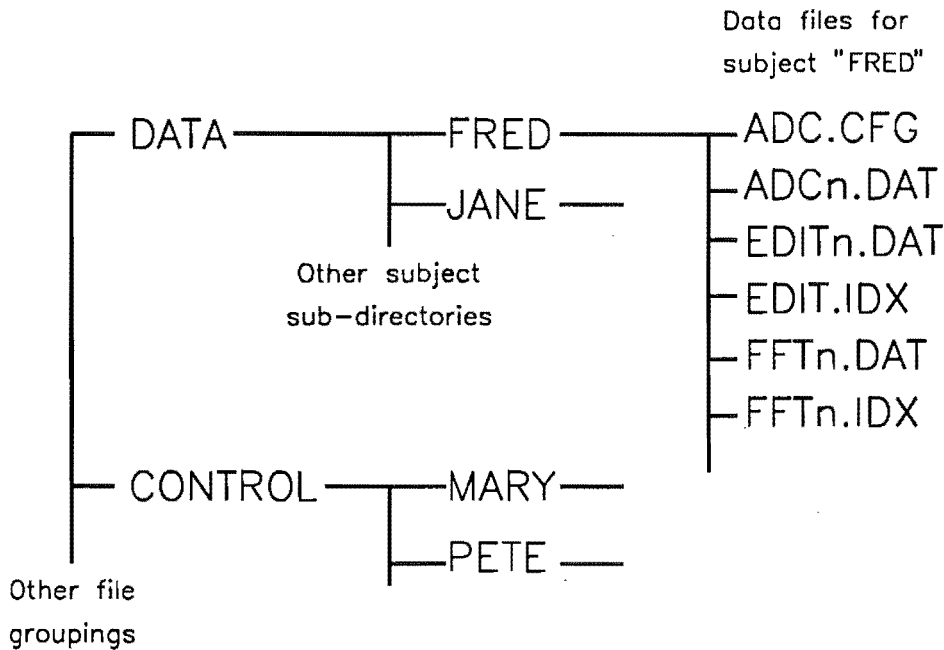 Data files for
subject "FRED"
DATA
FRED
ADC.CFG
JANE
ADCn.DAT
EDITn.DAT
Other subject
sub-directories
EDIT.IDX
FFTn.DAT
FFTn.IDX
CONTROL
MARY
PETE
Other file
groupings